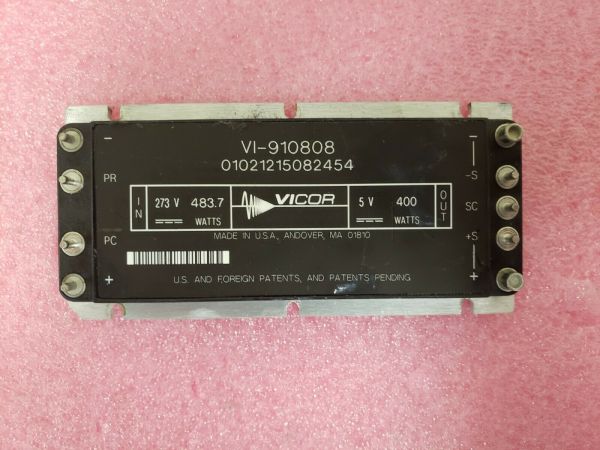 VI-910808
01021215082454
- -
PR -S
IN 273 V 483.7 WATTS VICOR 5 V 400 WATTS OUT SC
PC +S
MADE IN U.S.A., ANDOVER, MA 01810
+ +
U.S. AND FOREIGN PATENTS, AND PATENTS PENDING